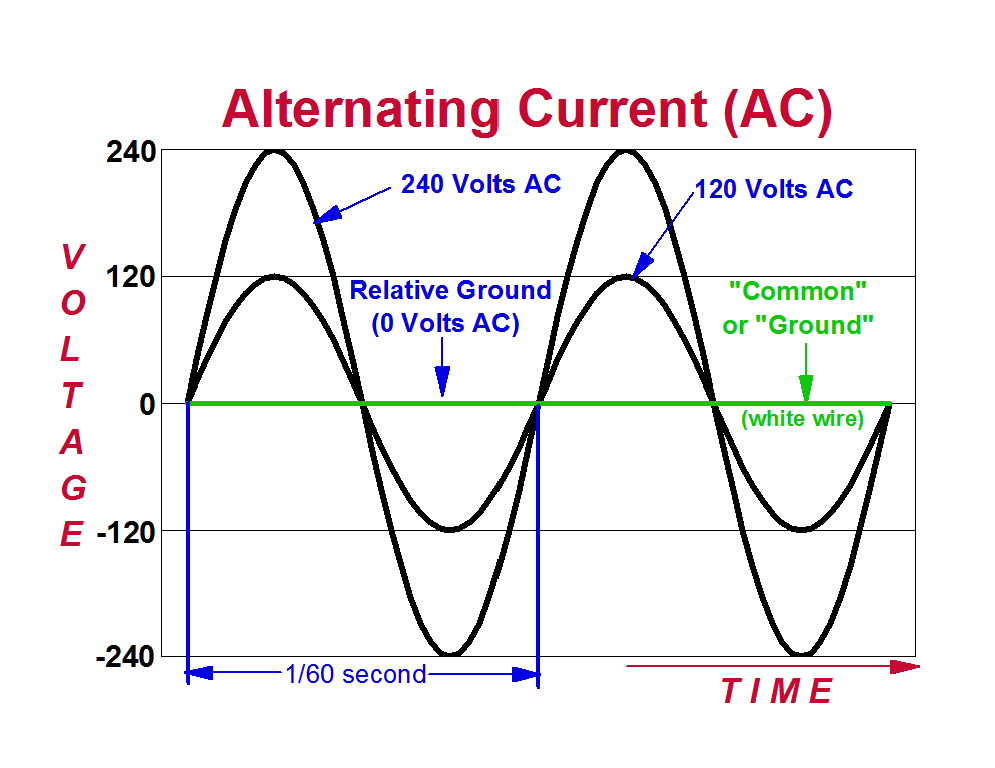 Alternating Current (AC)
240
240 Volts AC
120 Volts AC
VOLTAGE
120
Relative Ground
(0 Volts AC)
"Common"
or "Ground"
0
(white wire)
-120
-240
1/60 second
TIME